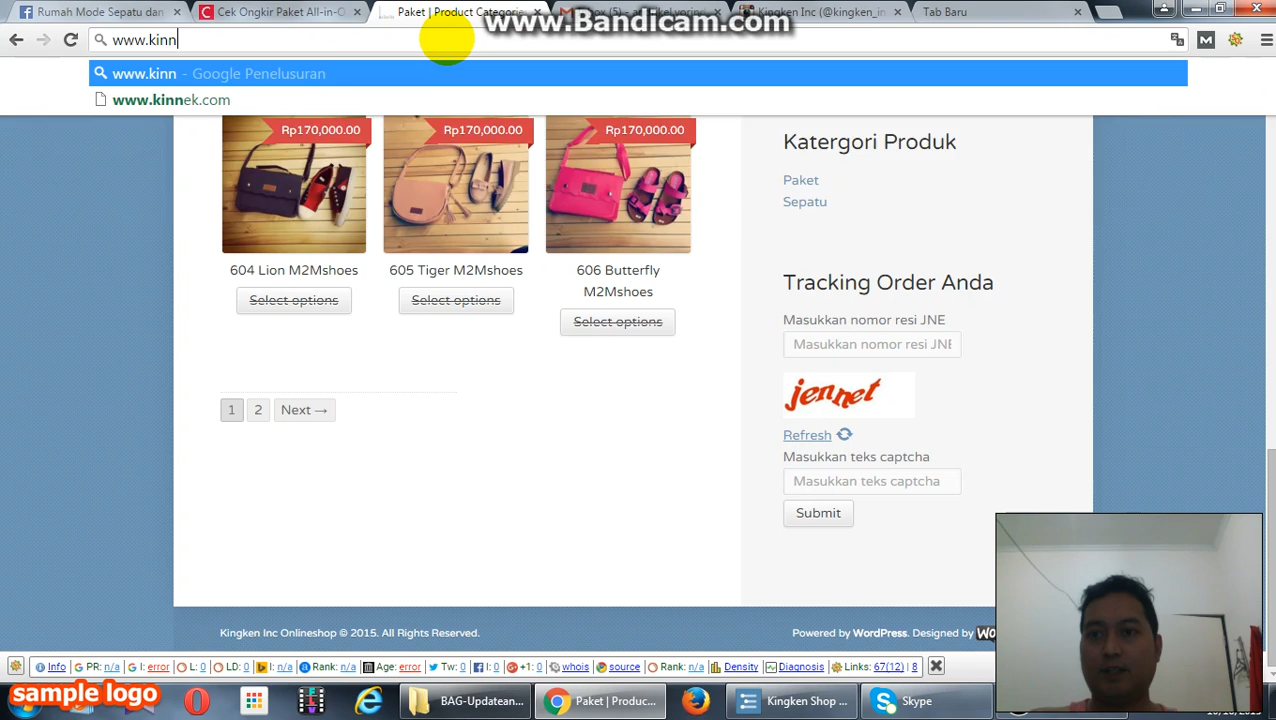 Rumah Mode Sepatu dan
Cek Ongkir Paket All-in-O
Paket | Product Categorie
Kingken Inc (@kingken_in
Tab Baru
www.Bandicam.com
www.kinn
www.kinn - Google Penelusuran
www.kinnek.com
Rp170,000.00
Rp170,000.00
Rp170,000.00
604 Lion M2Mshoes
605 Tiger M2Mshoes
606 Butterfly
M2Mshoes
Select options
Select options
Select options
1 2 Next →
Katergori Produk
Paket
Sepatu
Tracking Order Anda
Masukkan nomor resi JNE
Masukkan nomor resi JNE
jennet
Refresh
Masukkan teks captcha
Masukkan teks captcha
Submit
Kingken Inc Onlineshop © 2015. All Rights Reserved.
Powered by WordPress. Designed by
Info PR: n/a I: error L: 0 LD: 0 I: n/a Rank: n/a Age: error Tw: 0 I: 0 +1: 0 whois source Rank: n/a Density Diagnosis Links: 67(12) | 8
sample logo
BAG-Updatean...
Paket | Produc...
Kingken Shop ...
Skype